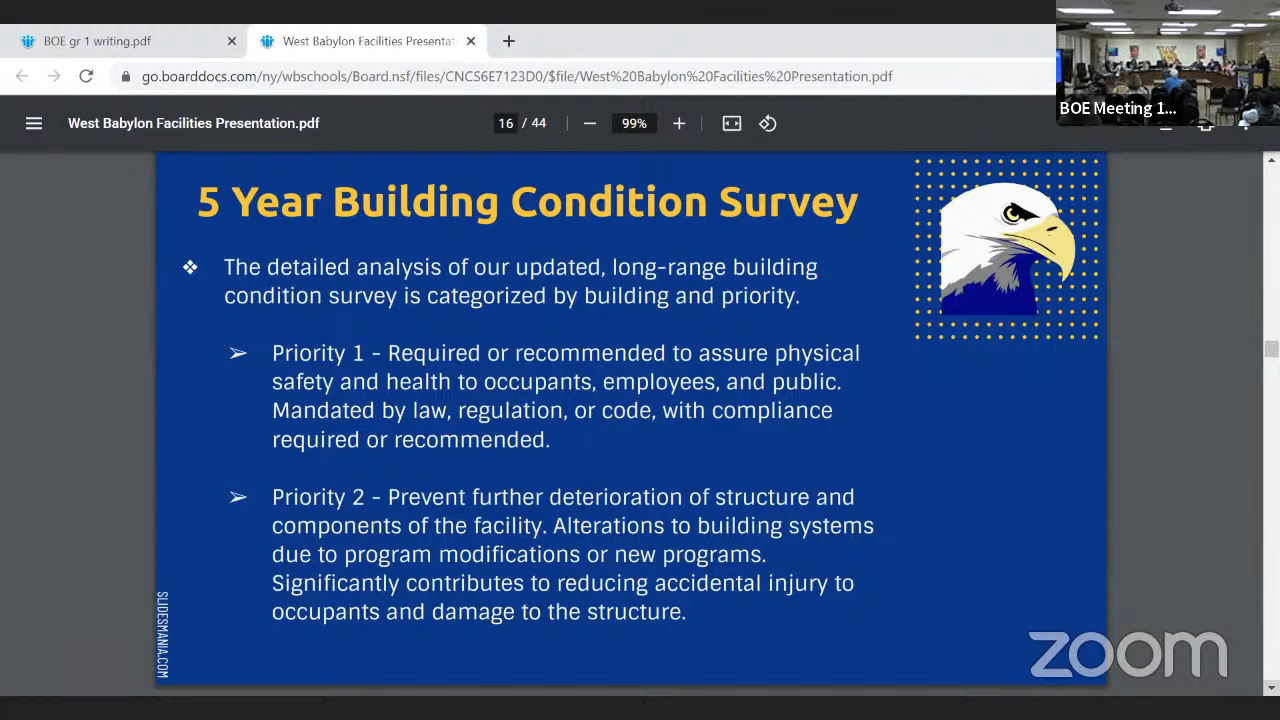 BOE gr 1 writing.pdf
West Babylon Facilities Presentat
go.boarddocs.com/ny/wbschools/Board.nsf/files/CNCS6E7123D0/$file/West%20Babylon%20Facilities%20Presentation.pdf
BOE Meeting 1...
West Babylon Facilities Presentation.pdf
16 / 44
99%
5 Year Building Condition Survey
The detailed analysis of our updated, long-range building
condition survey is categorized by building and priority.
Priority 1 - Required or recommended to assure physical
safety and health to occupants, employees, and public.
Mandated by law, regulation, or code, with compliance
required or recommended.
Priority 2 - Prevent further deterioration of structure and
components of the facility. Alterations to building systems
due to program modifications or new programs.
Significantly contributes to reducing accidental injury to
occupants and damage to the structure.
SLIDESMANIA.COM
zoom